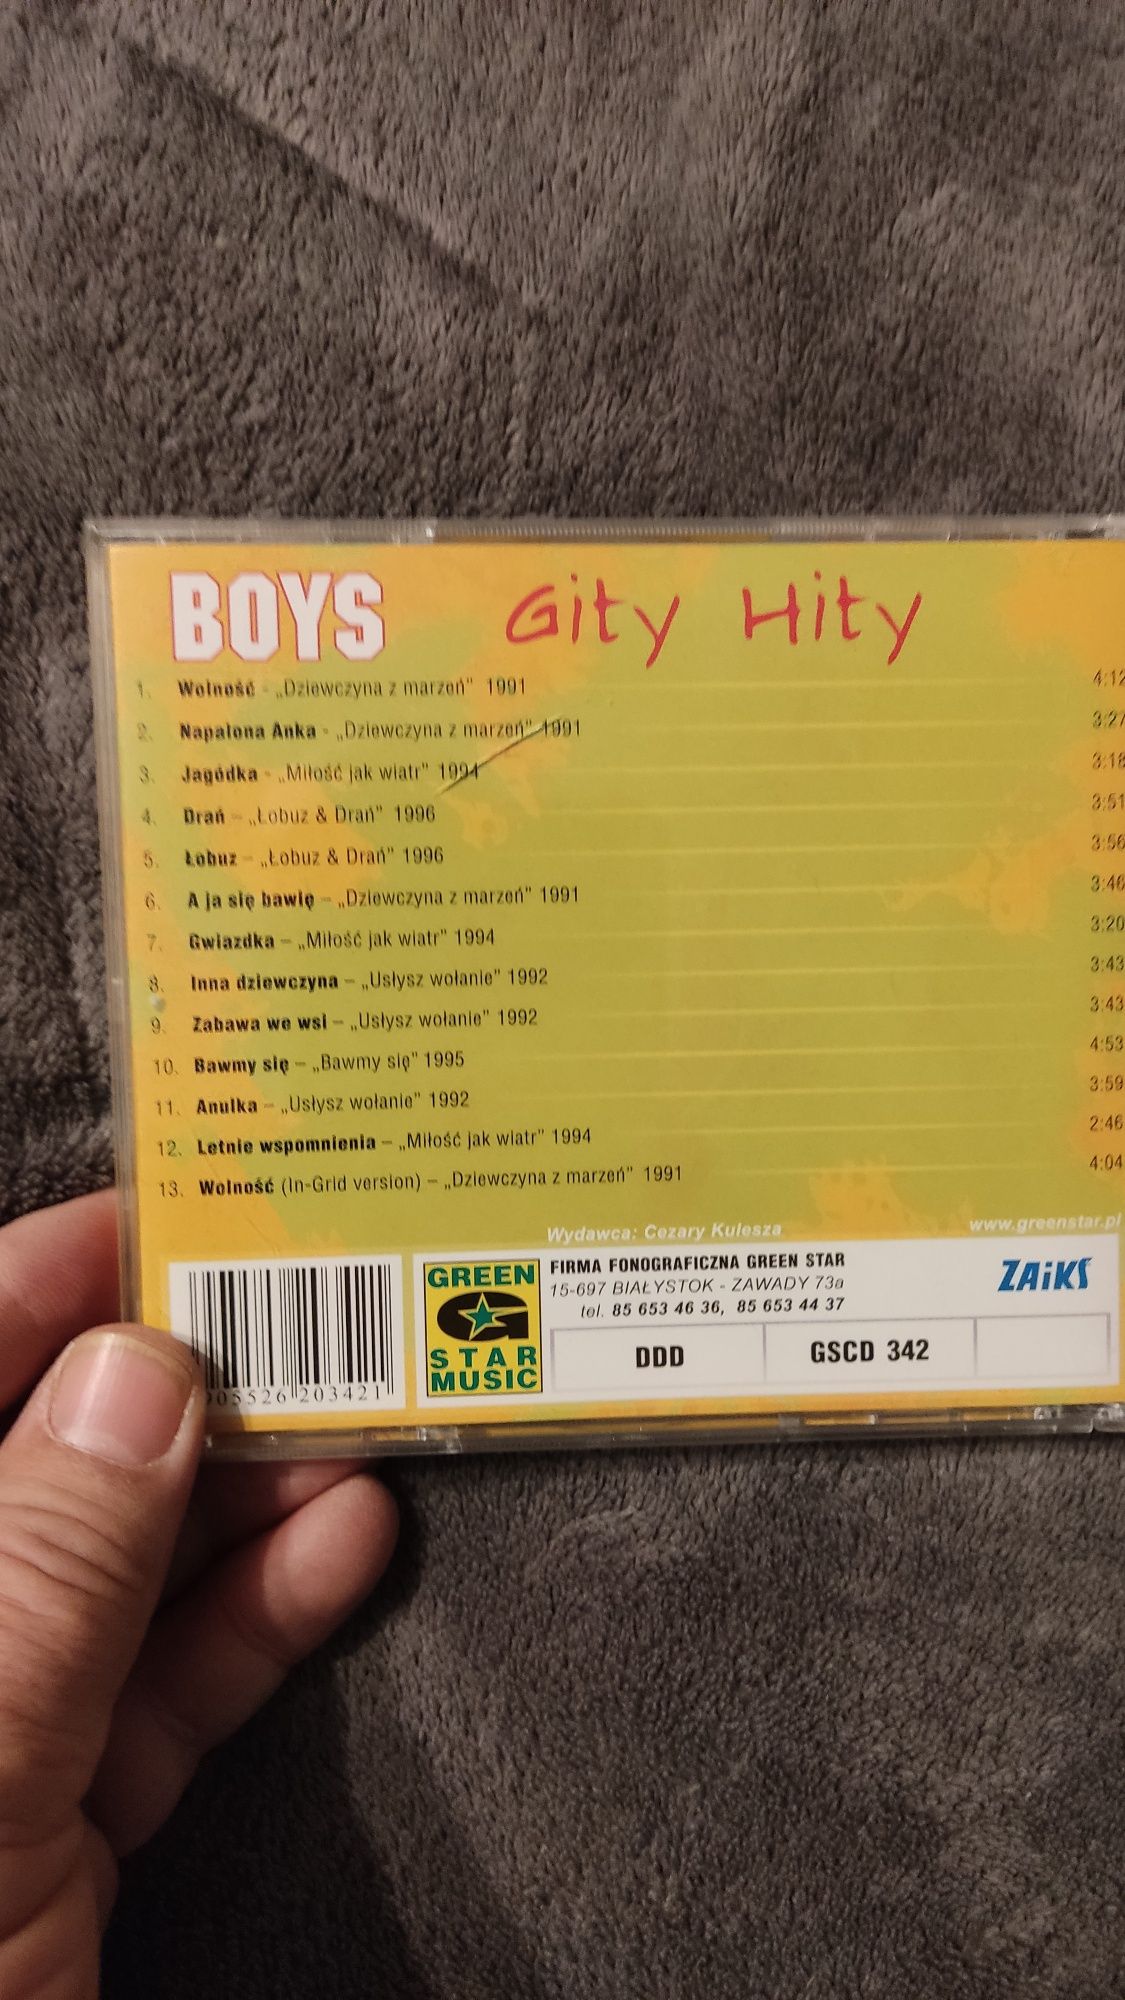 BOYS Gity Hity
1. Wolność - „Dziewczyna z marzeń” 1991 4:12
2. Napalona Anka - „Dziewczyna z marzeń” 1991 3:27
3. Jagódka - „Miłość jak wiatr” 1994 3:18
4. Drań – „Łobuz & Drań” 1996 3:51
5. Łobuz – „Łobuz & Drań” 1996 3:56
6. A ja się bawię – „Dziewczyna z marzeń” 1991 3:46
7. Gwiazdka – „Miłość jak wiatr” 1994 3:20
8. Inna dziewczyna – „Usłysz wołanie” 1992 3:43
9. Zabawa we wsi – „Usłysz wołanie” 1992 3:43
10. Bawmy się – „Bawmy się” 1995 4:53
11. Anulka – „Usłysz wołanie” 1992 3:59
12. Letnie wspomnienia – „Miłość jak wiatr” 1994 2:46
13. Wolność (In-Grid version) – „Dziewczyna z marzeń” 1991 4:04
Wydawca: Cezary Kulesza www.greenstar.pl
GREEN
STAR
MUSIC
FIRMA FONOGRAFICZNA GREEN STAR
15-697 BIAŁYSTOK - ZAWADY 73a
tel. 85 653 46 36, 85 653 44 37
ZAiKS
DDD GSCD 342
905526 203421